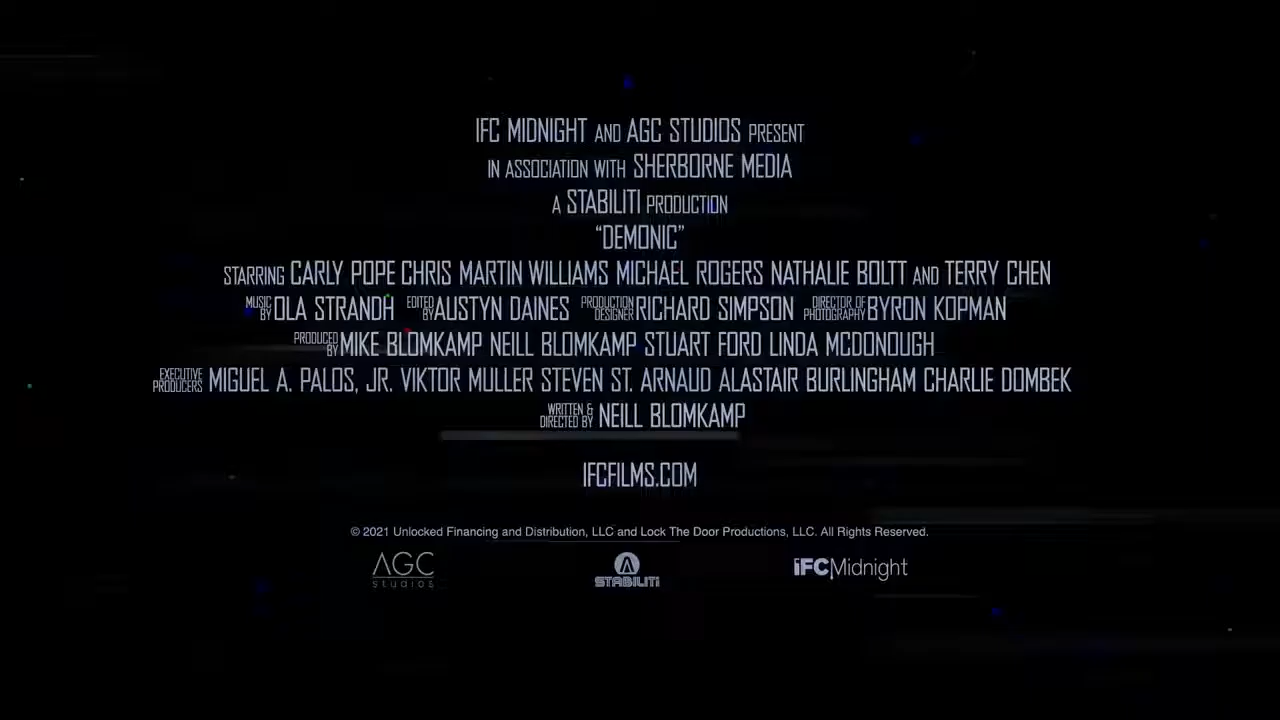 IFC MIDNIGHT AND AGC STUDIOS PRESENT
IN ASSOCIATION WITH SHERBORNE MEDIA
A STABILITI PRODUCTION
“DEMONIC”
STARRING CARLY POPE CHRIS MARTIN WILLIAMS MICHAEL ROGERS NATHALIE BOLTT AND TERRY CHEN
MUSIC BY OLA STRANDH EDITED BY AUSTYN DAINES PRODUCTION DESIGNER RICHARD SIMPSON DIRECTOR OF PHOTOGRAPHY BYRON KOPMAN
PRODUCED BY MIKE BLOMKAMP NEILL BLOMKAMP STUART FORD LINDA MCDONOUGH
EXECUTIVE PRODUCERS MIGUEL A. PALOS, JR. VIKTOR MULLER STEVEN ST. ARNAUD ALASTAIR BURLINGHAM CHARLIE DOMBEK
WRITTEN & DIRECTED BY NEILL BLOMKAMP
IFCFILMS.COM
© 2021 Unlocked Financing and Distribution, LLC and Lock The Door Productions, LLC. All Rights Reserved.
AGC studios STABILITI IFC Midnight